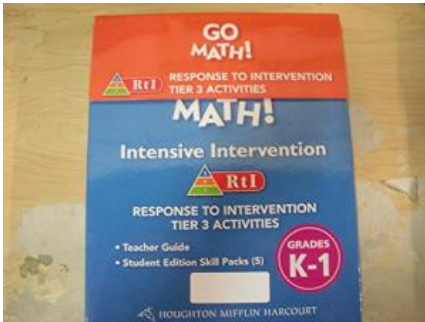 GO
MATH!
RtI RESPONSE TO INTERVENTION
TIER 3 ACTIVITIES
MATH!
Intensive Intervention
RtI
RESPONSE TO INTERVENTION
TIER 3 ACTIVITIES
• Teacher Guide
• Student Edition Skill Packs (5)
GRADES
K-1
HOUGHTON MIFFLIN HARCOURT